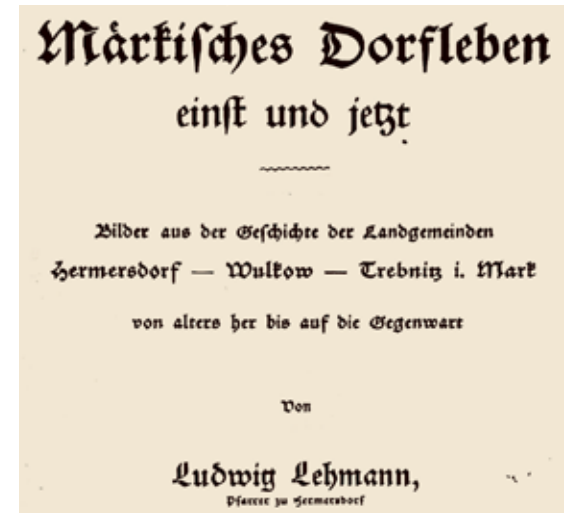 Märkisches Dorfleben
einst und jetzt
Bilder aus der Geschichte der Landgemeinden
Hermersdorf — Wulkow — Trebnitz i. Mark
von alters her bis auf die Gegenwart
Von
Ludwig Lehmann,
Pfarrer zu Hermersdorf